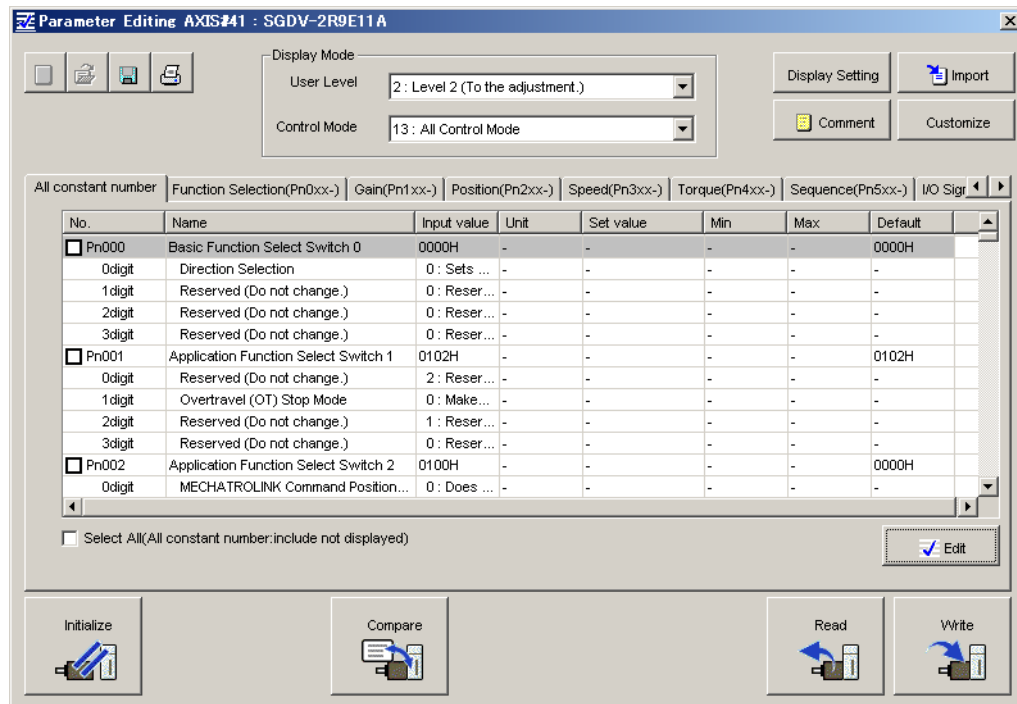 Parameter Editing AXIS#41 : SGDV-2R9E11A
Display Mode
User Level 2 : Level 2 (To the adjustment.)
Control Mode 13 : All Control Mode
Display Setting Import
Comment Customize
All constant number Function Selection(Pn0xx-) Gain(Pn1xx-) Position(Pn2xx-) Speed(Pn3xx-) Torque(Pn4xx-) Sequence(Pn5xx-) I/O Sigr
No. Name Input value Unit Set value Min Max Default
Pn000 Basic Function Select Switch 0 0000H - - - - 0000H
0digit Direction Selection 0 : Sets ... - - - - -
1digit Reserved (Do not change.) 0 : Reser... - - - - -
2digit Reserved (Do not change.) 0 : Reser... - - - - -
3digit Reserved (Do not change.) 0 : Reser... - - - - -
Pn001 Application Function Select Switch 1 0102H - - - - 0102H
0digit Reserved (Do not change.) 2 : Reser... - - - - -
1digit Overtravel (OT) Stop Mode 0 : Make... - - - - -
2digit Reserved (Do not change.) 1 : Reser... - - - - -
3digit Reserved (Do not change.) 0 : Reser... - - - - -
Pn002 Application Function Select Switch 2 0100H - - - - 0000H
0digit MECHATROLINK Command Position... 0 : Does ... - - - - -
Select All(All constant number:include not displayed)
Edit
Initialize Compare Read Write